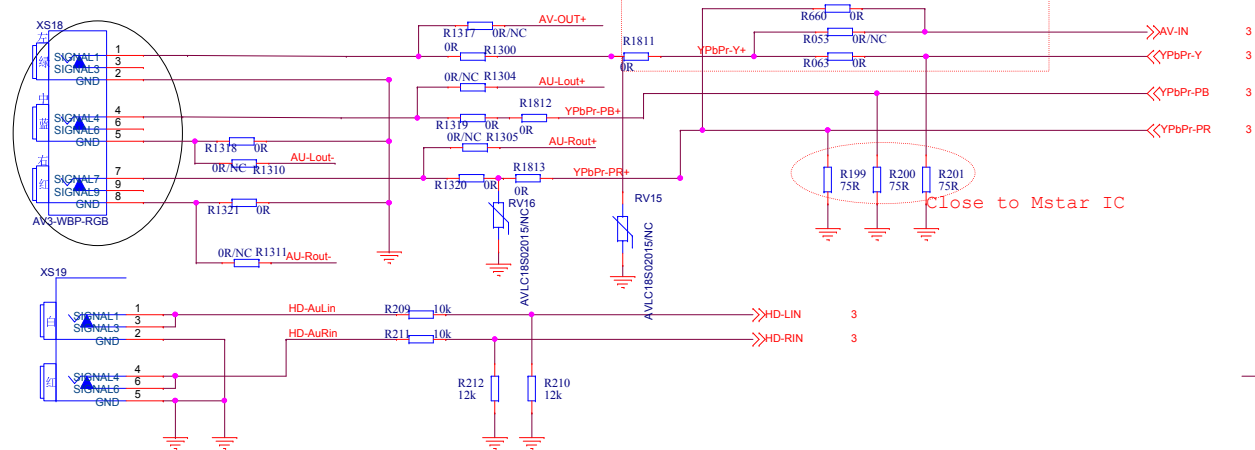 XS18
左
绿
SIGNAL1
SIGNAL3
GND
1
3
2
中
蓝
SIGNAL4
SIGNAL6
GND
4
6
5
右
红
SIGNAL7
SIGNAL9
GND
7
9
8
AV3-WBP-RGB
R1317 0R/NC
AV-OUT+
0R R1300
R1811
0R
YPbPr-Y+
R660 0R
R053 0R/NC
R063 0R
AV-IN 3
YPbPr-Y 3
YPbPr-PB 3
YPbPr-PR 3
0R/NC R1304
AU-Lout+
R1319 0R
R1812
0R
YPbPr-PB+
R1318 0R
0R/NC R1310
AU-Lout-
0R/NC R1305
AU-Rout+
R1320 0R
R1813
0R
YPbPr-PR+
R1321 0R
0R/NC R1311
AU-Rout-
RV16
AVLC18S02015/NC
RV15
AVLC18S02015/NC
R199
75R
R200
75R
R201
75R
Close to Mstar IC
XS19
白
SIGNAL1
SIGNAL3
GND
1
3
2
红
SIGNAL4
SIGNAL6
GND
4
6
5
HD-AuLin
R209 10k
HD-LIN 3
HD-AuRin
R211 10k
HD-RIN 3
R212
12k
R210
12k